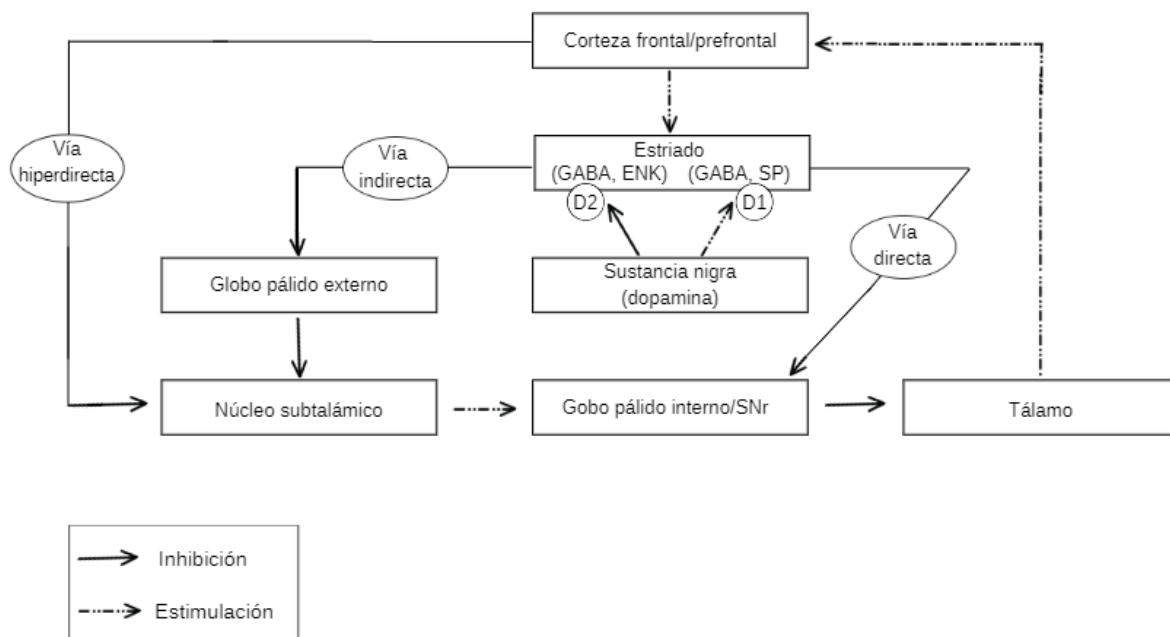 Corteza frontal/prefrontal
Vía
hiperdirecta
Vía
indirecta
Estriado
(GABA, ENK) (GABA, SP)
D2
D1
Vía
directa
Globo pálido externo
Sustancia nigra
(dopamina)
Núcleo subtalámico
Gobo pálido interno/SNr
Tálamo
Inhibición
Estimulación